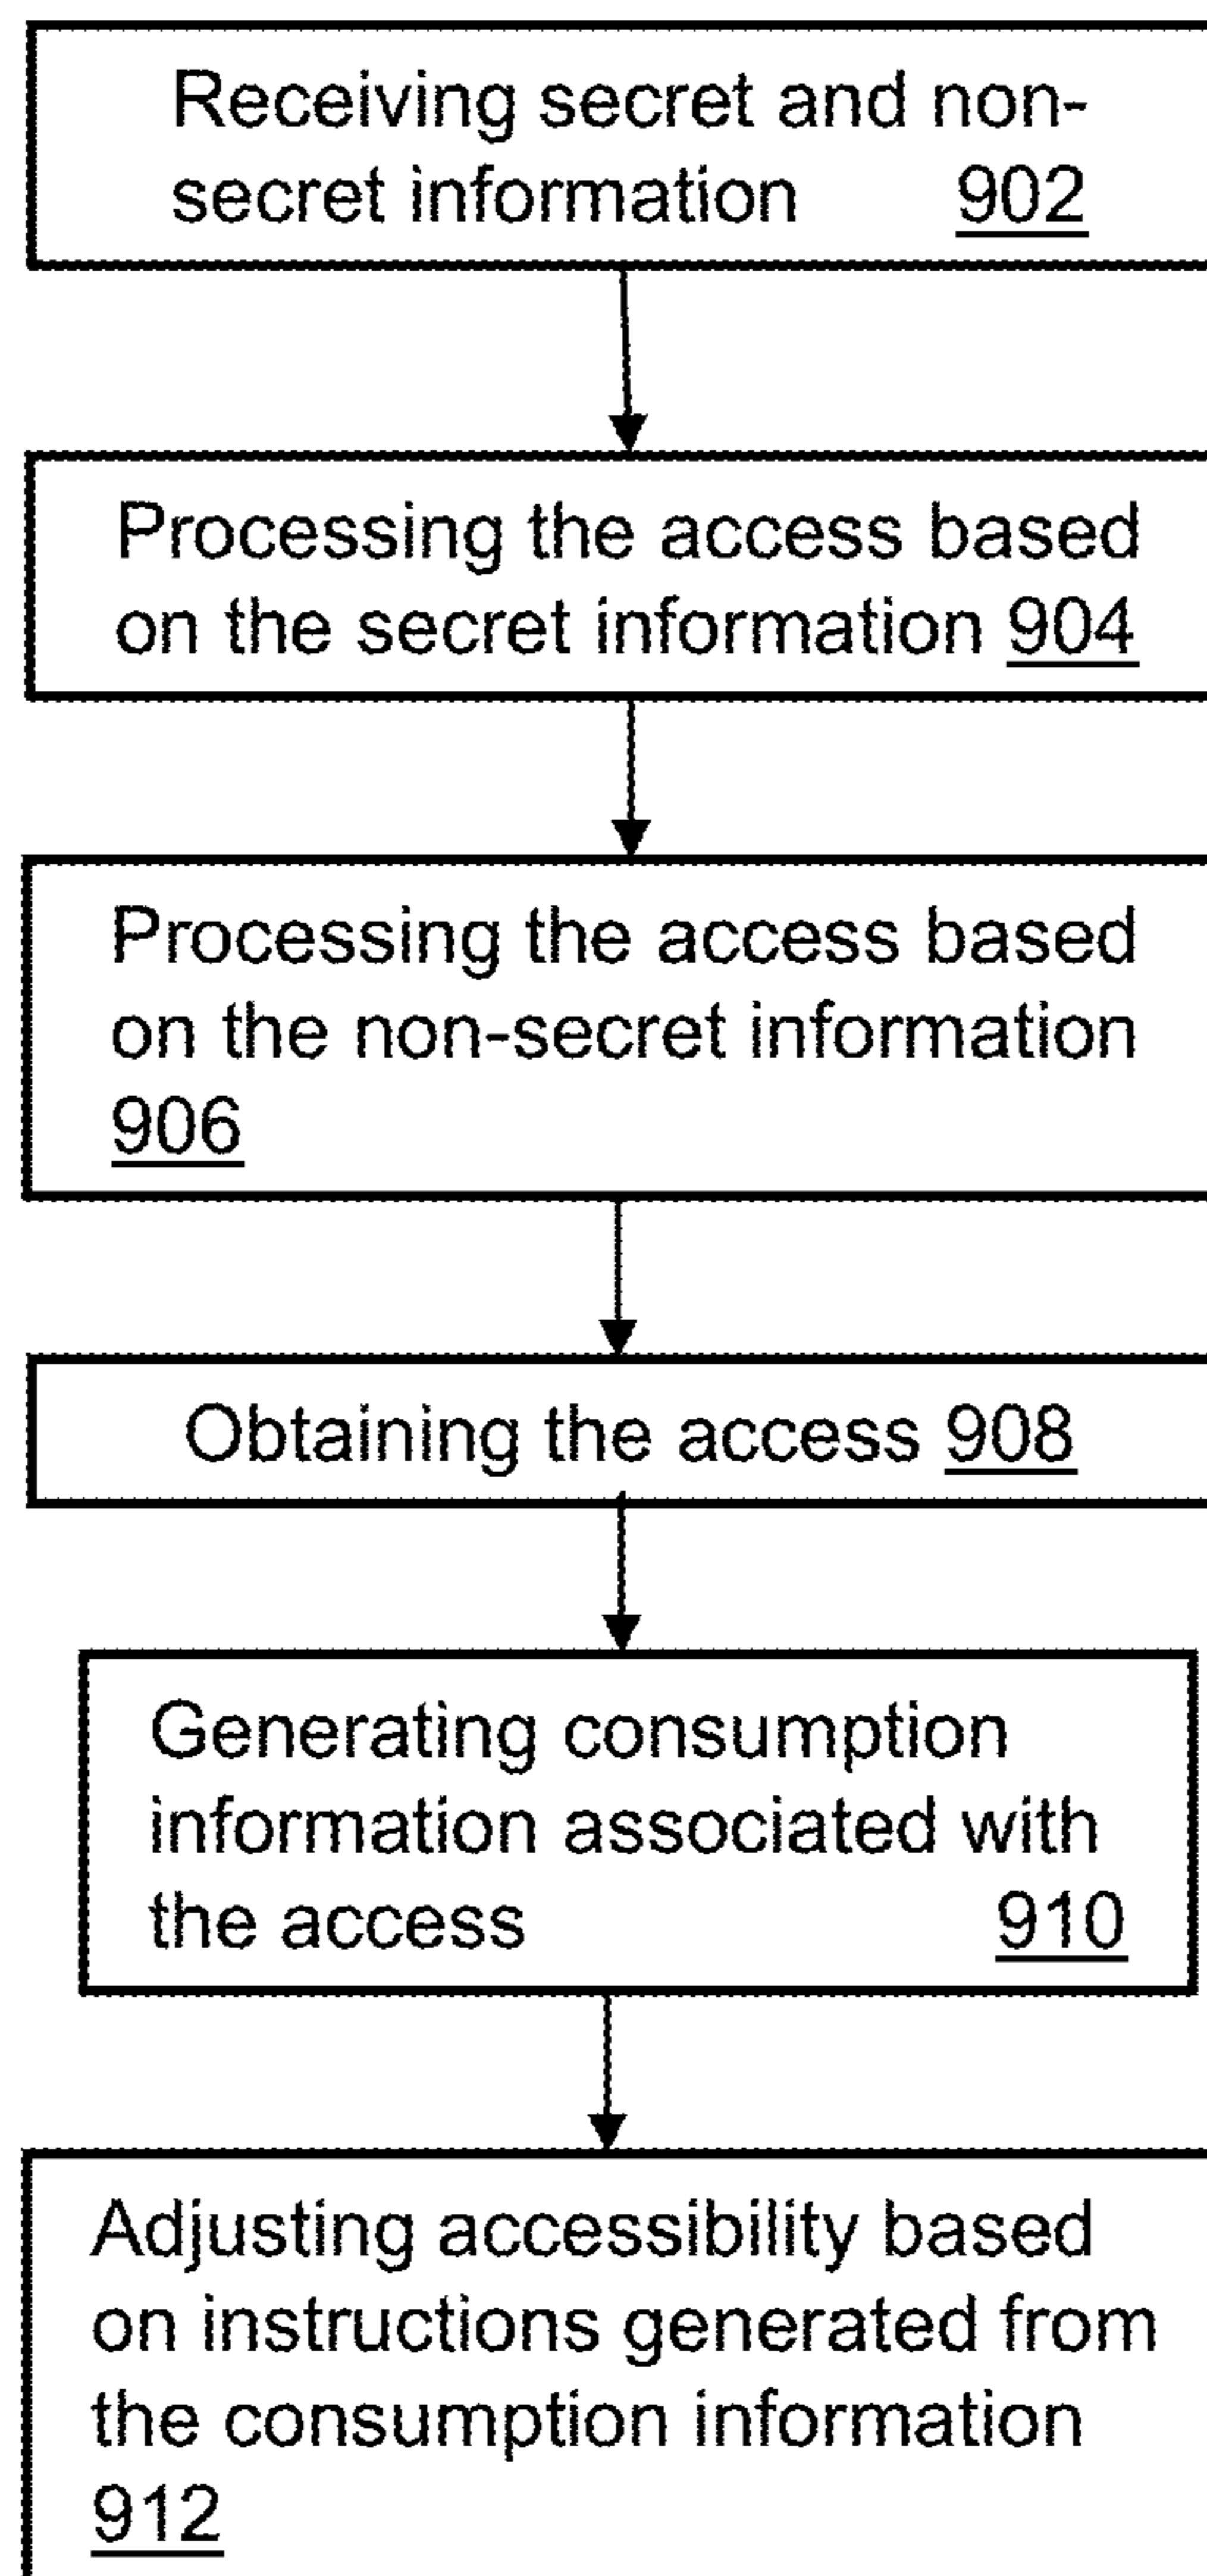 Receiving secret and non-
secret information 902
Processing the access based
on the secret information 904
Processing the access based
on the non-secret information
906
Obtaining the access 908
Generating consumption
information associated with
the access 910
Adjusting accessibility based
on instructions generated from
the consumption information
912